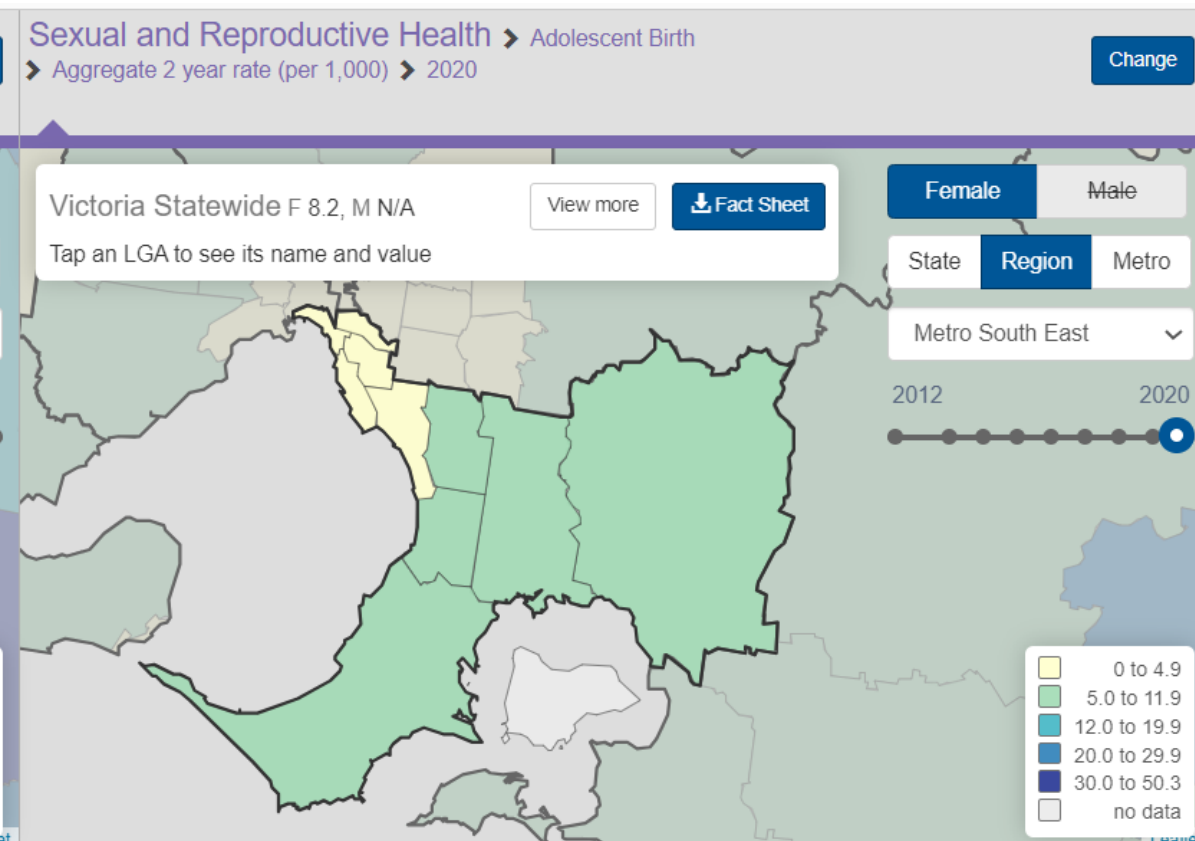 Sexual and Reproductive Health > Adolescent Birth
> Aggregate 2 year rate (per 1,000) > 2020
Change
Victoria Statewide F 8.2, M N/A
View more
Fact Sheet
Tap an LGA to see its name and value
Female
Male
State
Region
Metro
Metro South East
2012
2020
0 to 4.9
5.0 to 11.9
12.0 to 19.9
20.0 to 29.9
30.0 to 50.3
no data